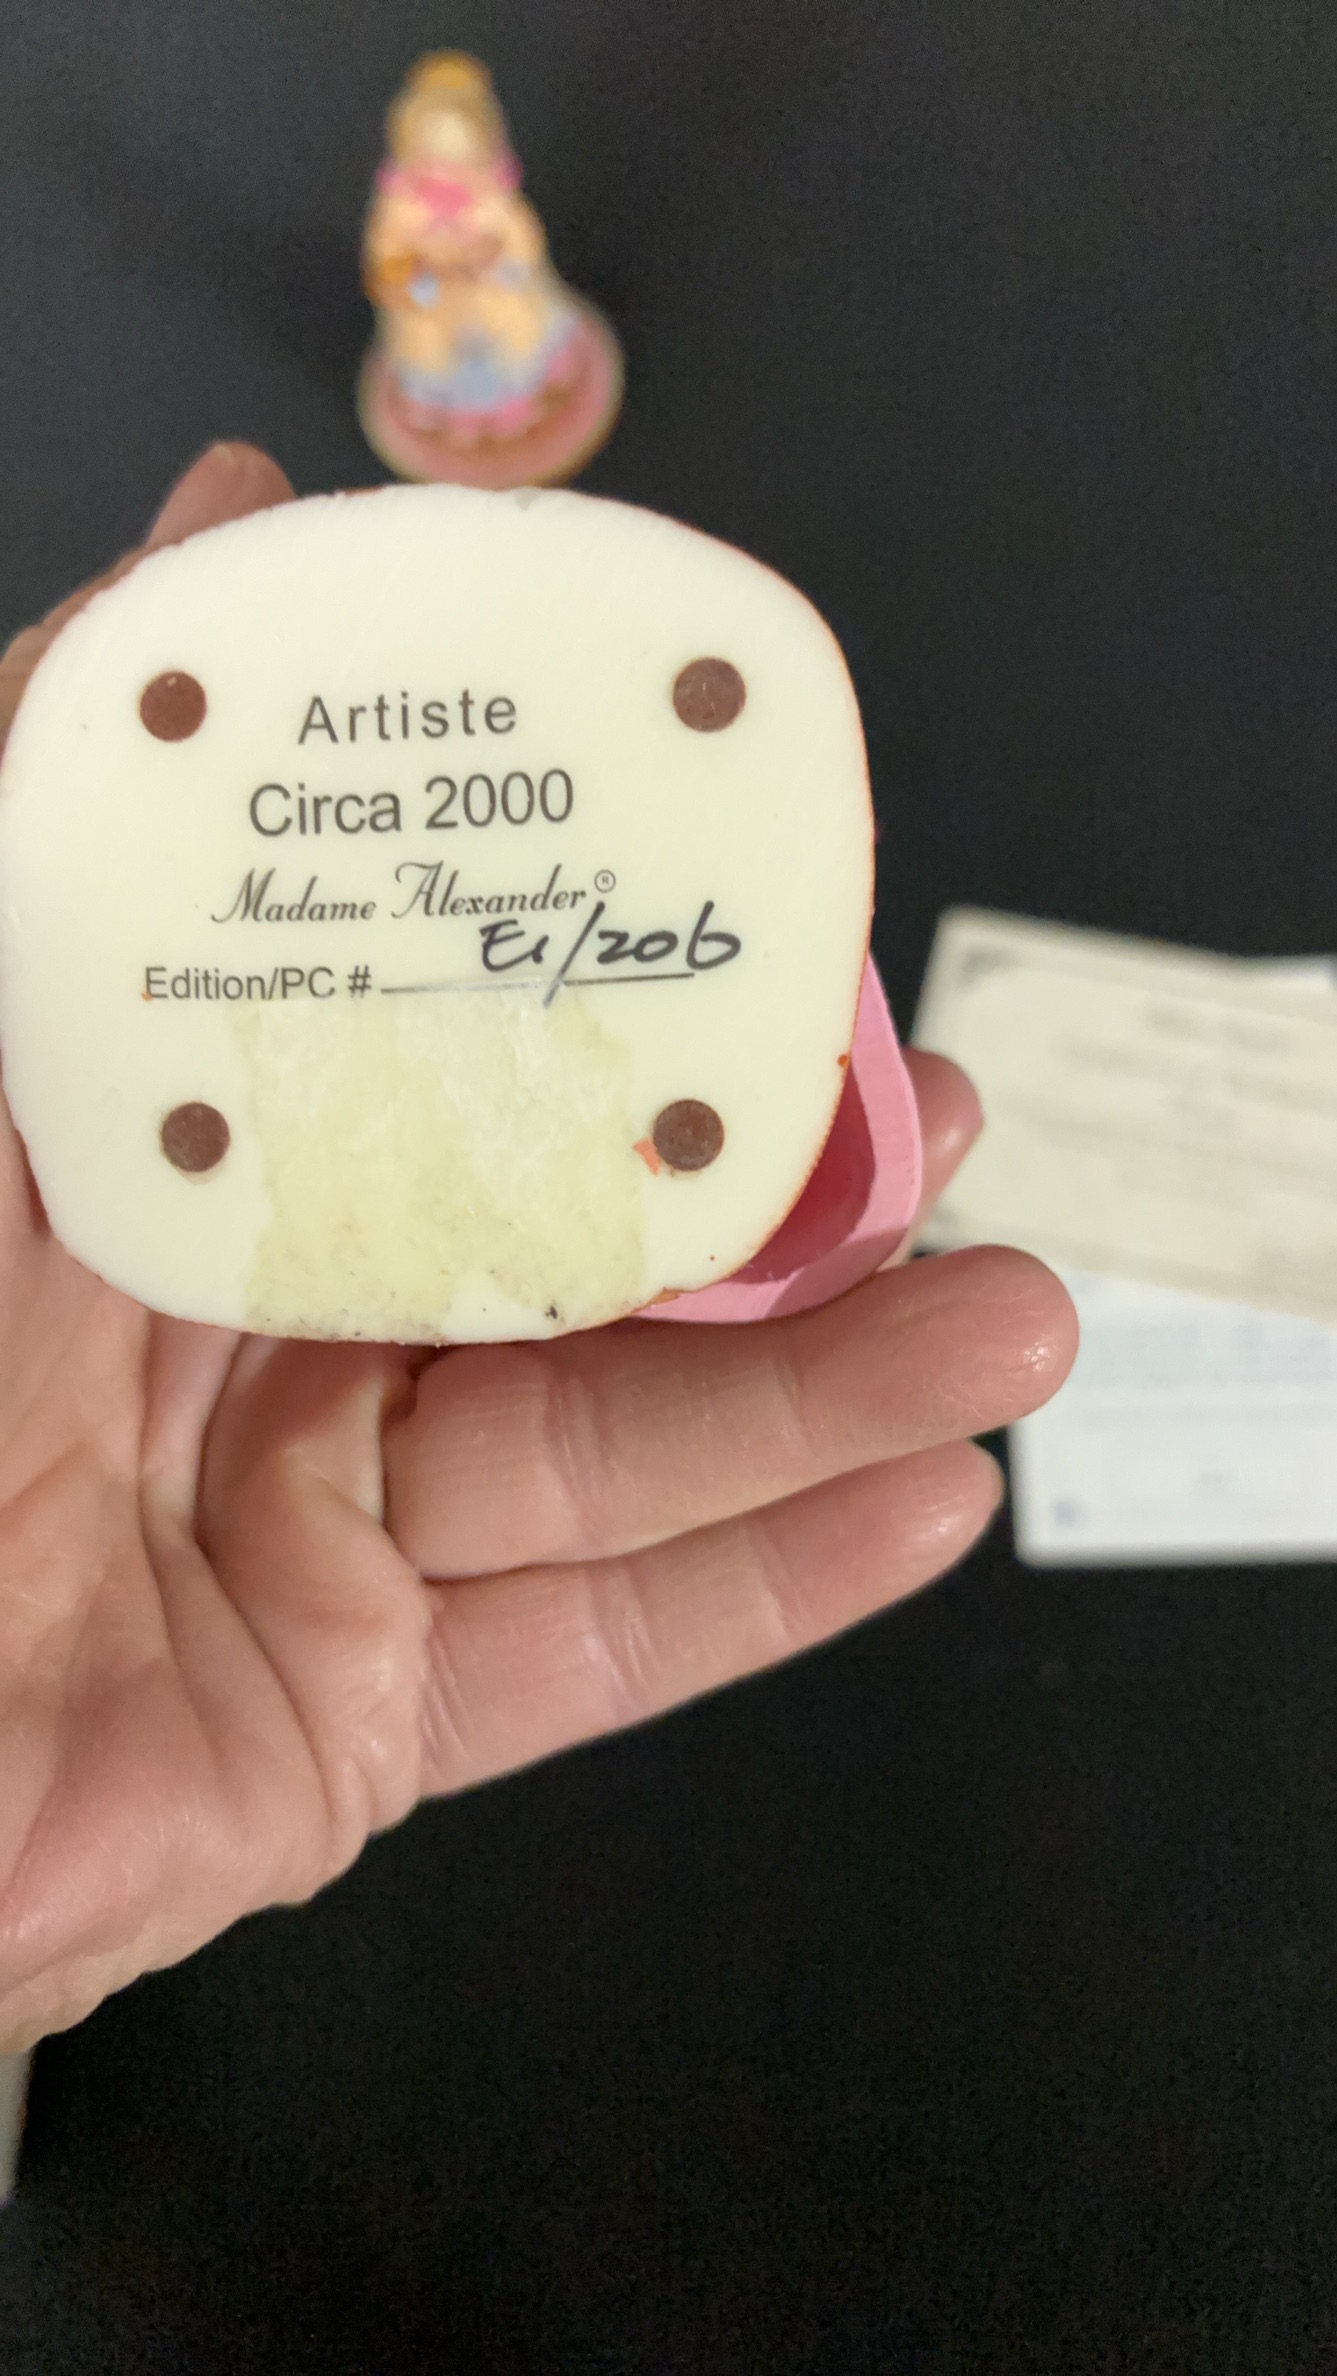 Artiste
Circa 2000
Madame Alexander®
Edition/PC # E1/206